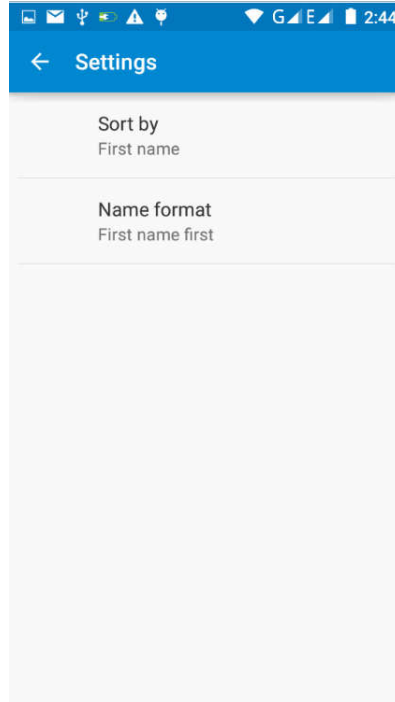 G E 2:44
Settings
Sort by
First name
Name format
First name first